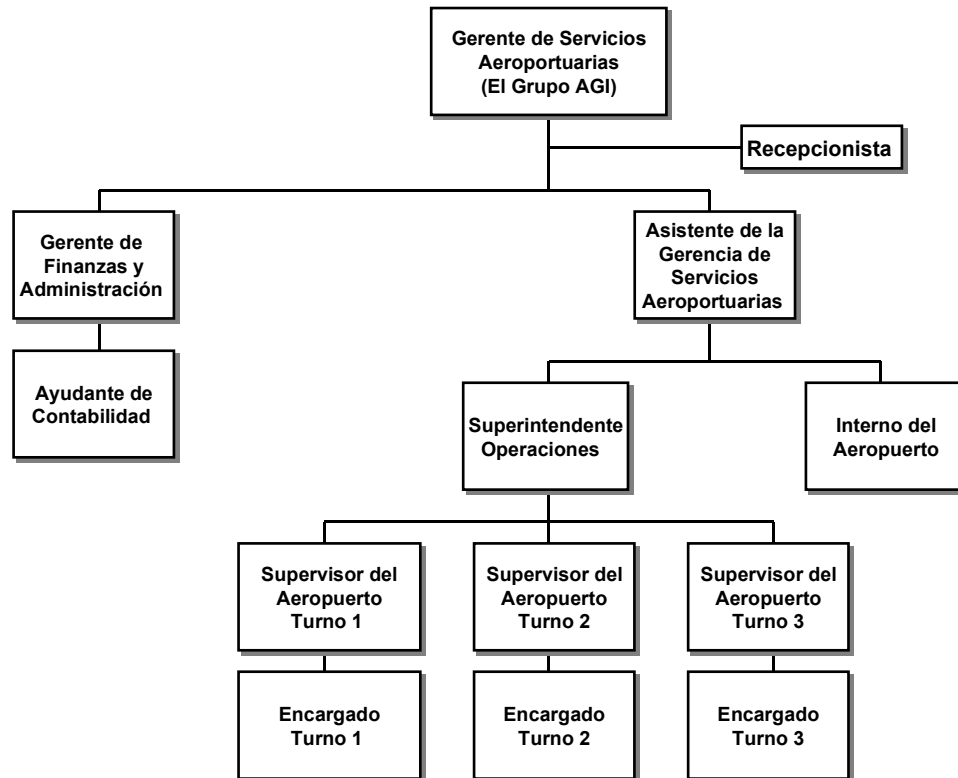 Gerente de Servicios
Aeroportuarias
(El Grupo AGI)
Recepcionista
Gerente de
Finanzas y
Administración
Asistente de la
Gerencia de
Servicios
Aeroportuarias
Ayudante de
Contabilidad
Superintendente
Operaciones
Interno del
Aeropuerto
Supervisor del
Aeropuerto
Turno 1
Supervisor del
Aeropuerto
Turno 2
Supervisor del
Aeropuerto
Turno 3
Encargado
Turno 1
Encargado
Turno 2
Encargado
Turno 3